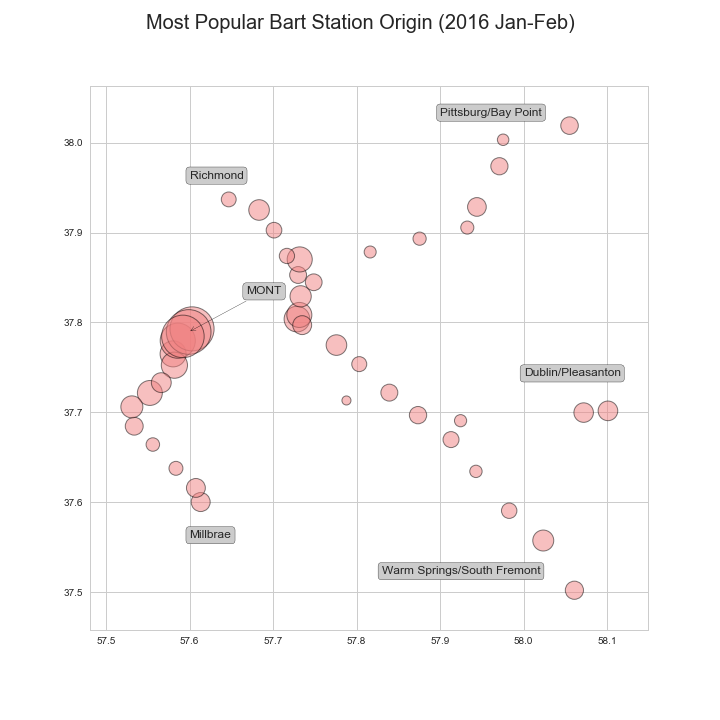 Most Popular Bart Station Origin (2016 Jan-Feb)
Pittsburg/Bay Point
38.0
Richmond
37.9
MONT
37.8
Dublin/Pleasanton
37.7
37.6
Millbrae
Warm Springs/South Fremont
37.5
57.5 57.6 57.7 57.8 57.9 58.0 58.1